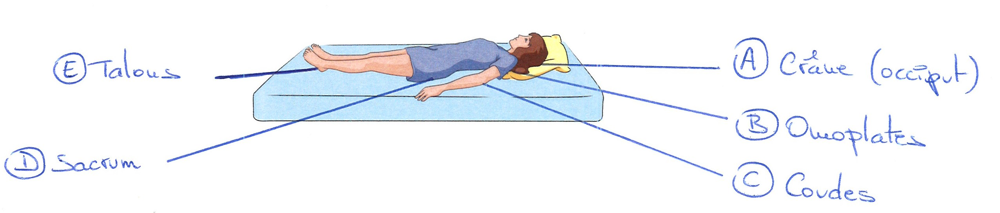 E Talons
A Crâne (occiput)
B Omoplates
D Sacrum
C Coudes